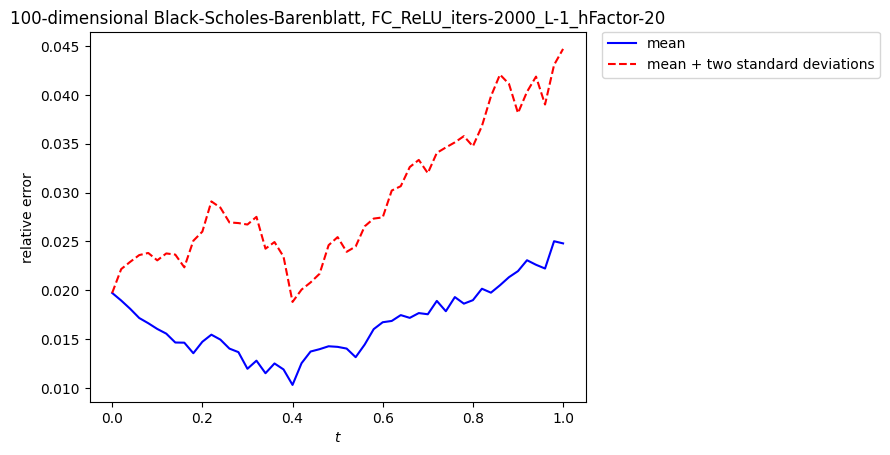 100-dimensional Black-Scholes-Barenblatt, FC_ReLU_iters-2000_L-1_hFactor-20
mean
mean + two standard deviations
relative error
0.045
0.040
0.035
0.030
0.025
0.020
0.015
0.010
0.0 0.2 0.4 0.6 0.8 1.0
t